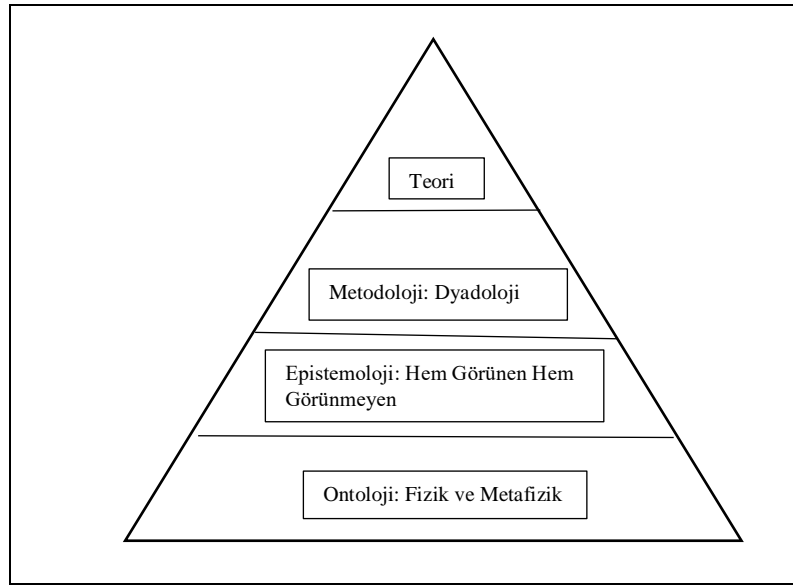 Teori
Metodoloji: Dyadoloji
Epistemoloji: Hem Görünen Hem
Görünmeyen
Ontoloji: Fizik ve Metafizik